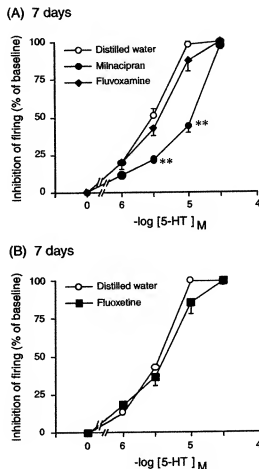 (A) 7 days
Inhibition of firing (% of baseline)
100
75
50
25
0
Distilled water
Milnacipran
Fluvoxamine
**
**
0 6 5 4
-log [5-HT ] M
(B) 7 days
Inhibition of firing (% of baseline)
100
75
50
25
0
Distilled water
Fluoxetine
0 6 5 4
-log [5-HT ] M